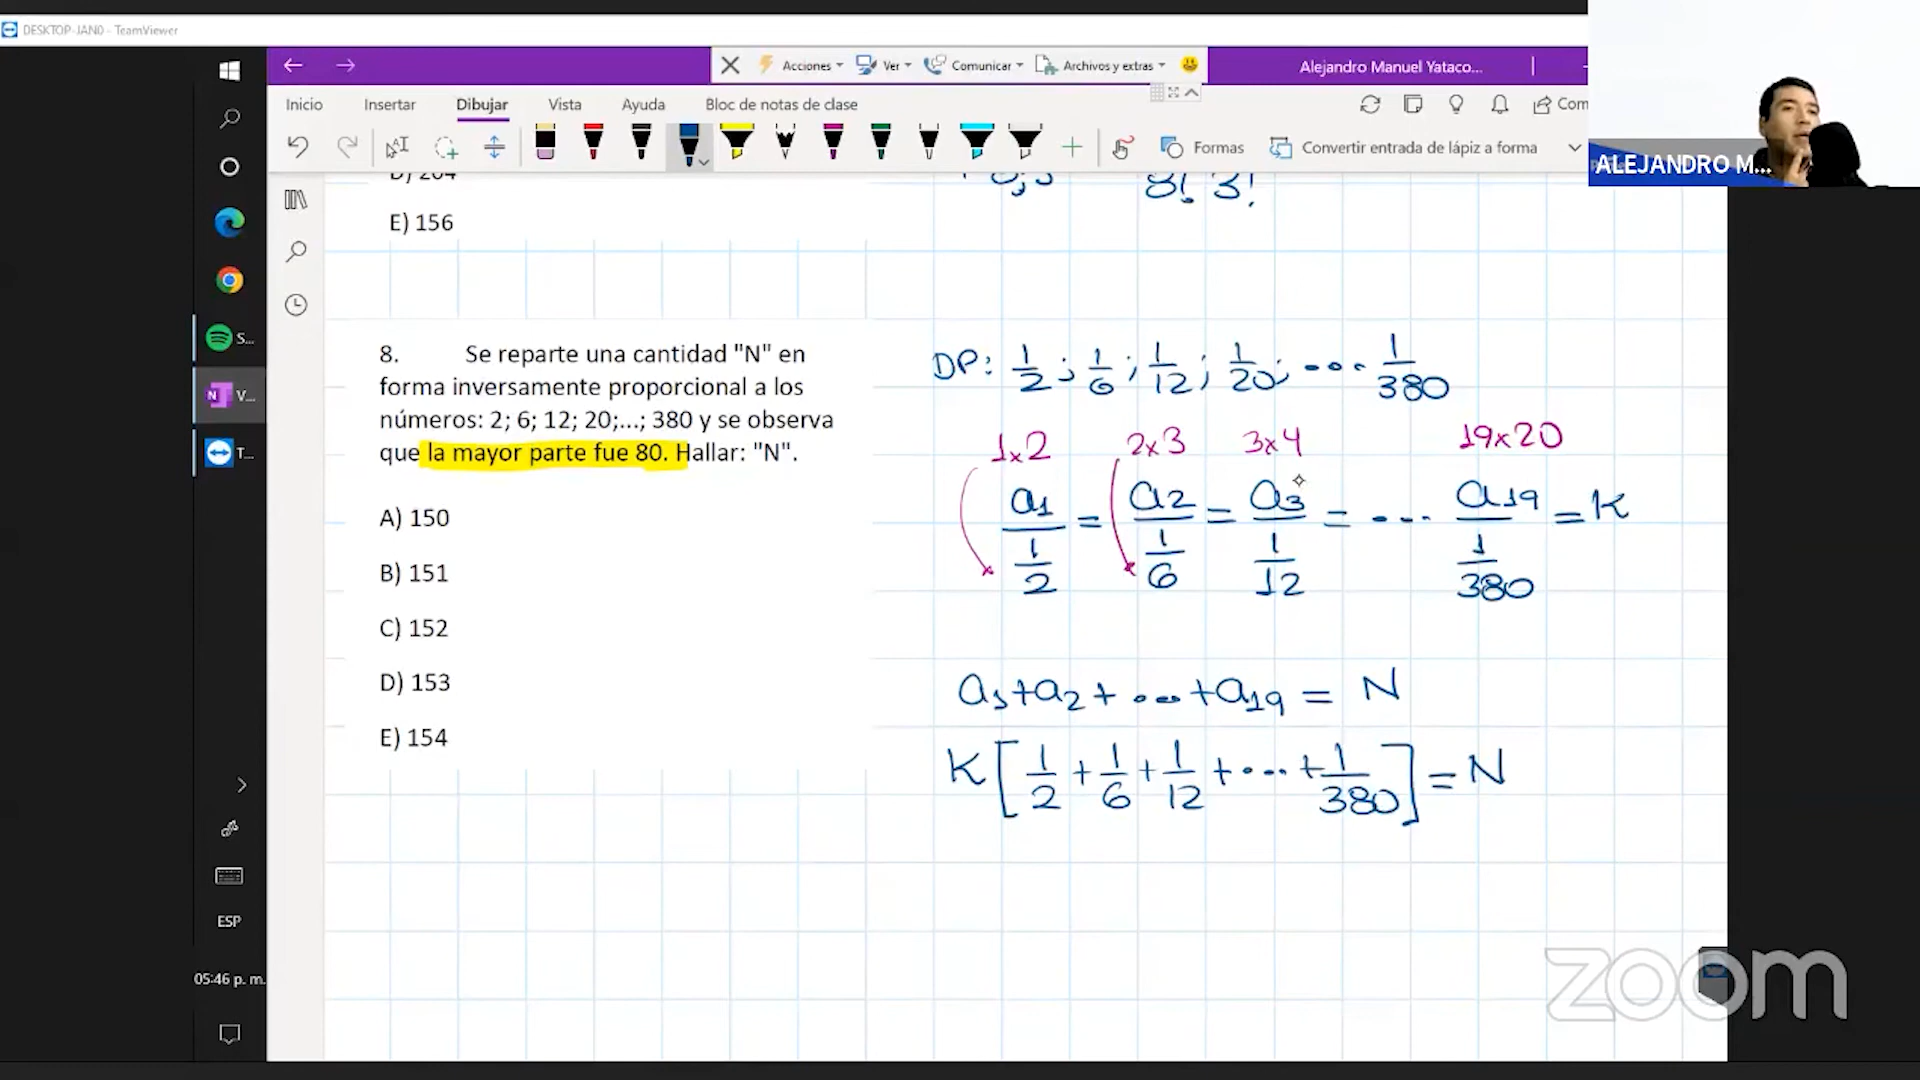 DESKTOP-JAN0 - TeamViewer
Acciones Ver Comunicar Archivos y extras
Alejandro Manuel Yataco...
Inicio Insertar Dibujar Vista Ayuda Bloc de notas de clase
Com
Formas Convertir entrada de lápiz a forma
ALEJANDRO M...
E) 156
8! 3!
8. Se reparte una cantidad "N" en
forma inversamente proporcional a los
números: 2; 6; 12; 20;...; 380 y se observa
que la mayor parte fue 80. Hallar: "N".
A) 150
B) 151
C) 152
D) 153
E) 154
DP: 1/2 ; 1/6 ; 1/12 ; 1/20 ; ... 1/380
1x2 2x3 3x4 19x20
a1/(1/2) = a2/(1/6) = a3/(1/12) = ... a19/(1/380) = K
a1+a2+...+a19 = N
K[1/2 + 1/6 + 1/12 + ... + 1/380] = N
S...
V...
T...
ESP
05:46 p. m.
zoom